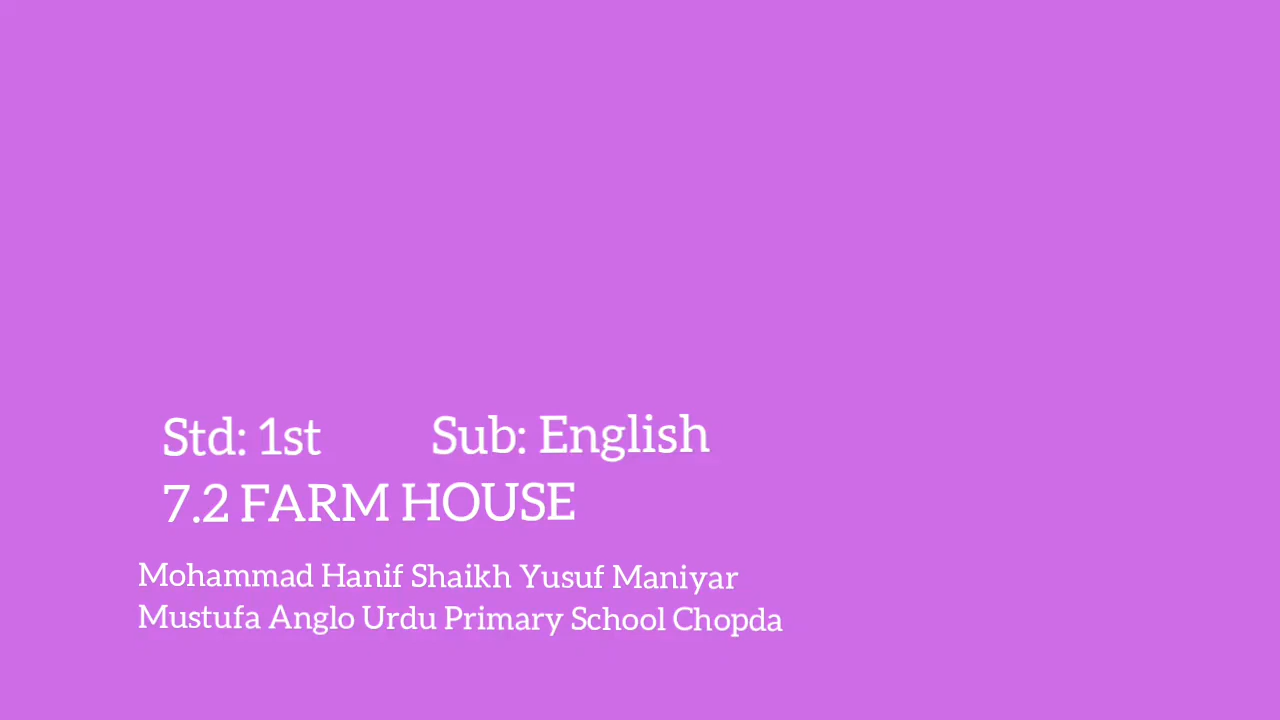 Std: 1st Sub: English
7.2 FARM HOUSE
Mohammad Hanif Shaikh Yusuf Maniyar
Mustufa Anglo Urdu Primary School Chopda